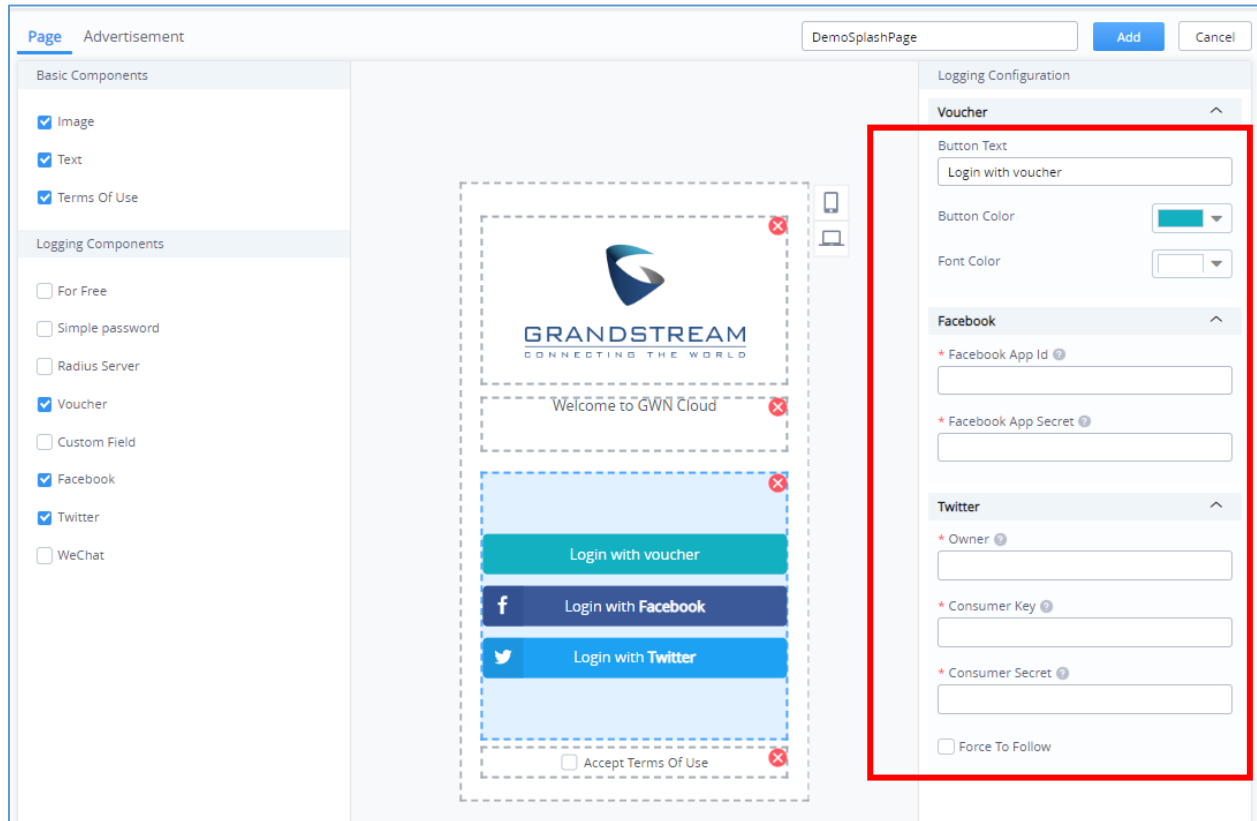 Page Advertisement
DemoSplashPage
Add
Cancel
Basic Components
Image
Text
Terms Of Use
Logging Components
For Free
Simple password
Radius Server
Voucher
Custom Field
Facebook
Twitter
WeChat
GRANDSTREAM
CONNECTING THE WORLD
Welcome to GWN Cloud
Login with voucher
f Login with Facebook
Login with Twitter
Accept Terms Of Use
Logging Configuration
Voucher
Button Text
Login with voucher
Button Color
Font Color
Facebook
* Facebook App Id ?
* Facebook App Secret ?
Twitter
* Owner ?
* Consumer Key ?
* Consumer Secret ?
Force To Follow